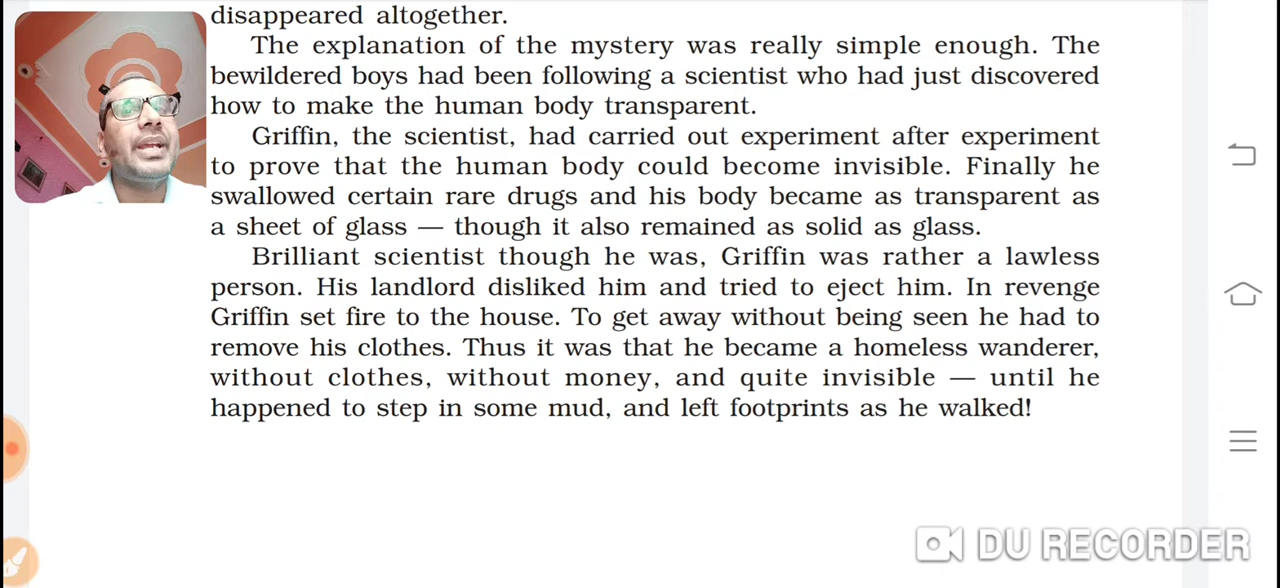 disappeared altogether.
The explanation of the mystery was really simple enough. The
bewildered boys had been following a scientist who had just discovered
how to make the human body transparent.
Griffin, the scientist, had carried out experiment after experiment
to prove that the human body could become invisible. Finally he
swallowed certain rare drugs and his body became as transparent as
a sheet of glass — though it also remained as solid as glass.
Brilliant scientist though he was, Griffin was rather a lawless
person. His landlord disliked him and tried to eject him. In revenge
Griffin set fire to the house. To get away without being seen he had to
remove his clothes. Thus it was that he became a homeless wanderer,
without clothes, without money, and quite invisible — until he
happened to step in some mud, and left footprints as he walked!
DU RECORDER